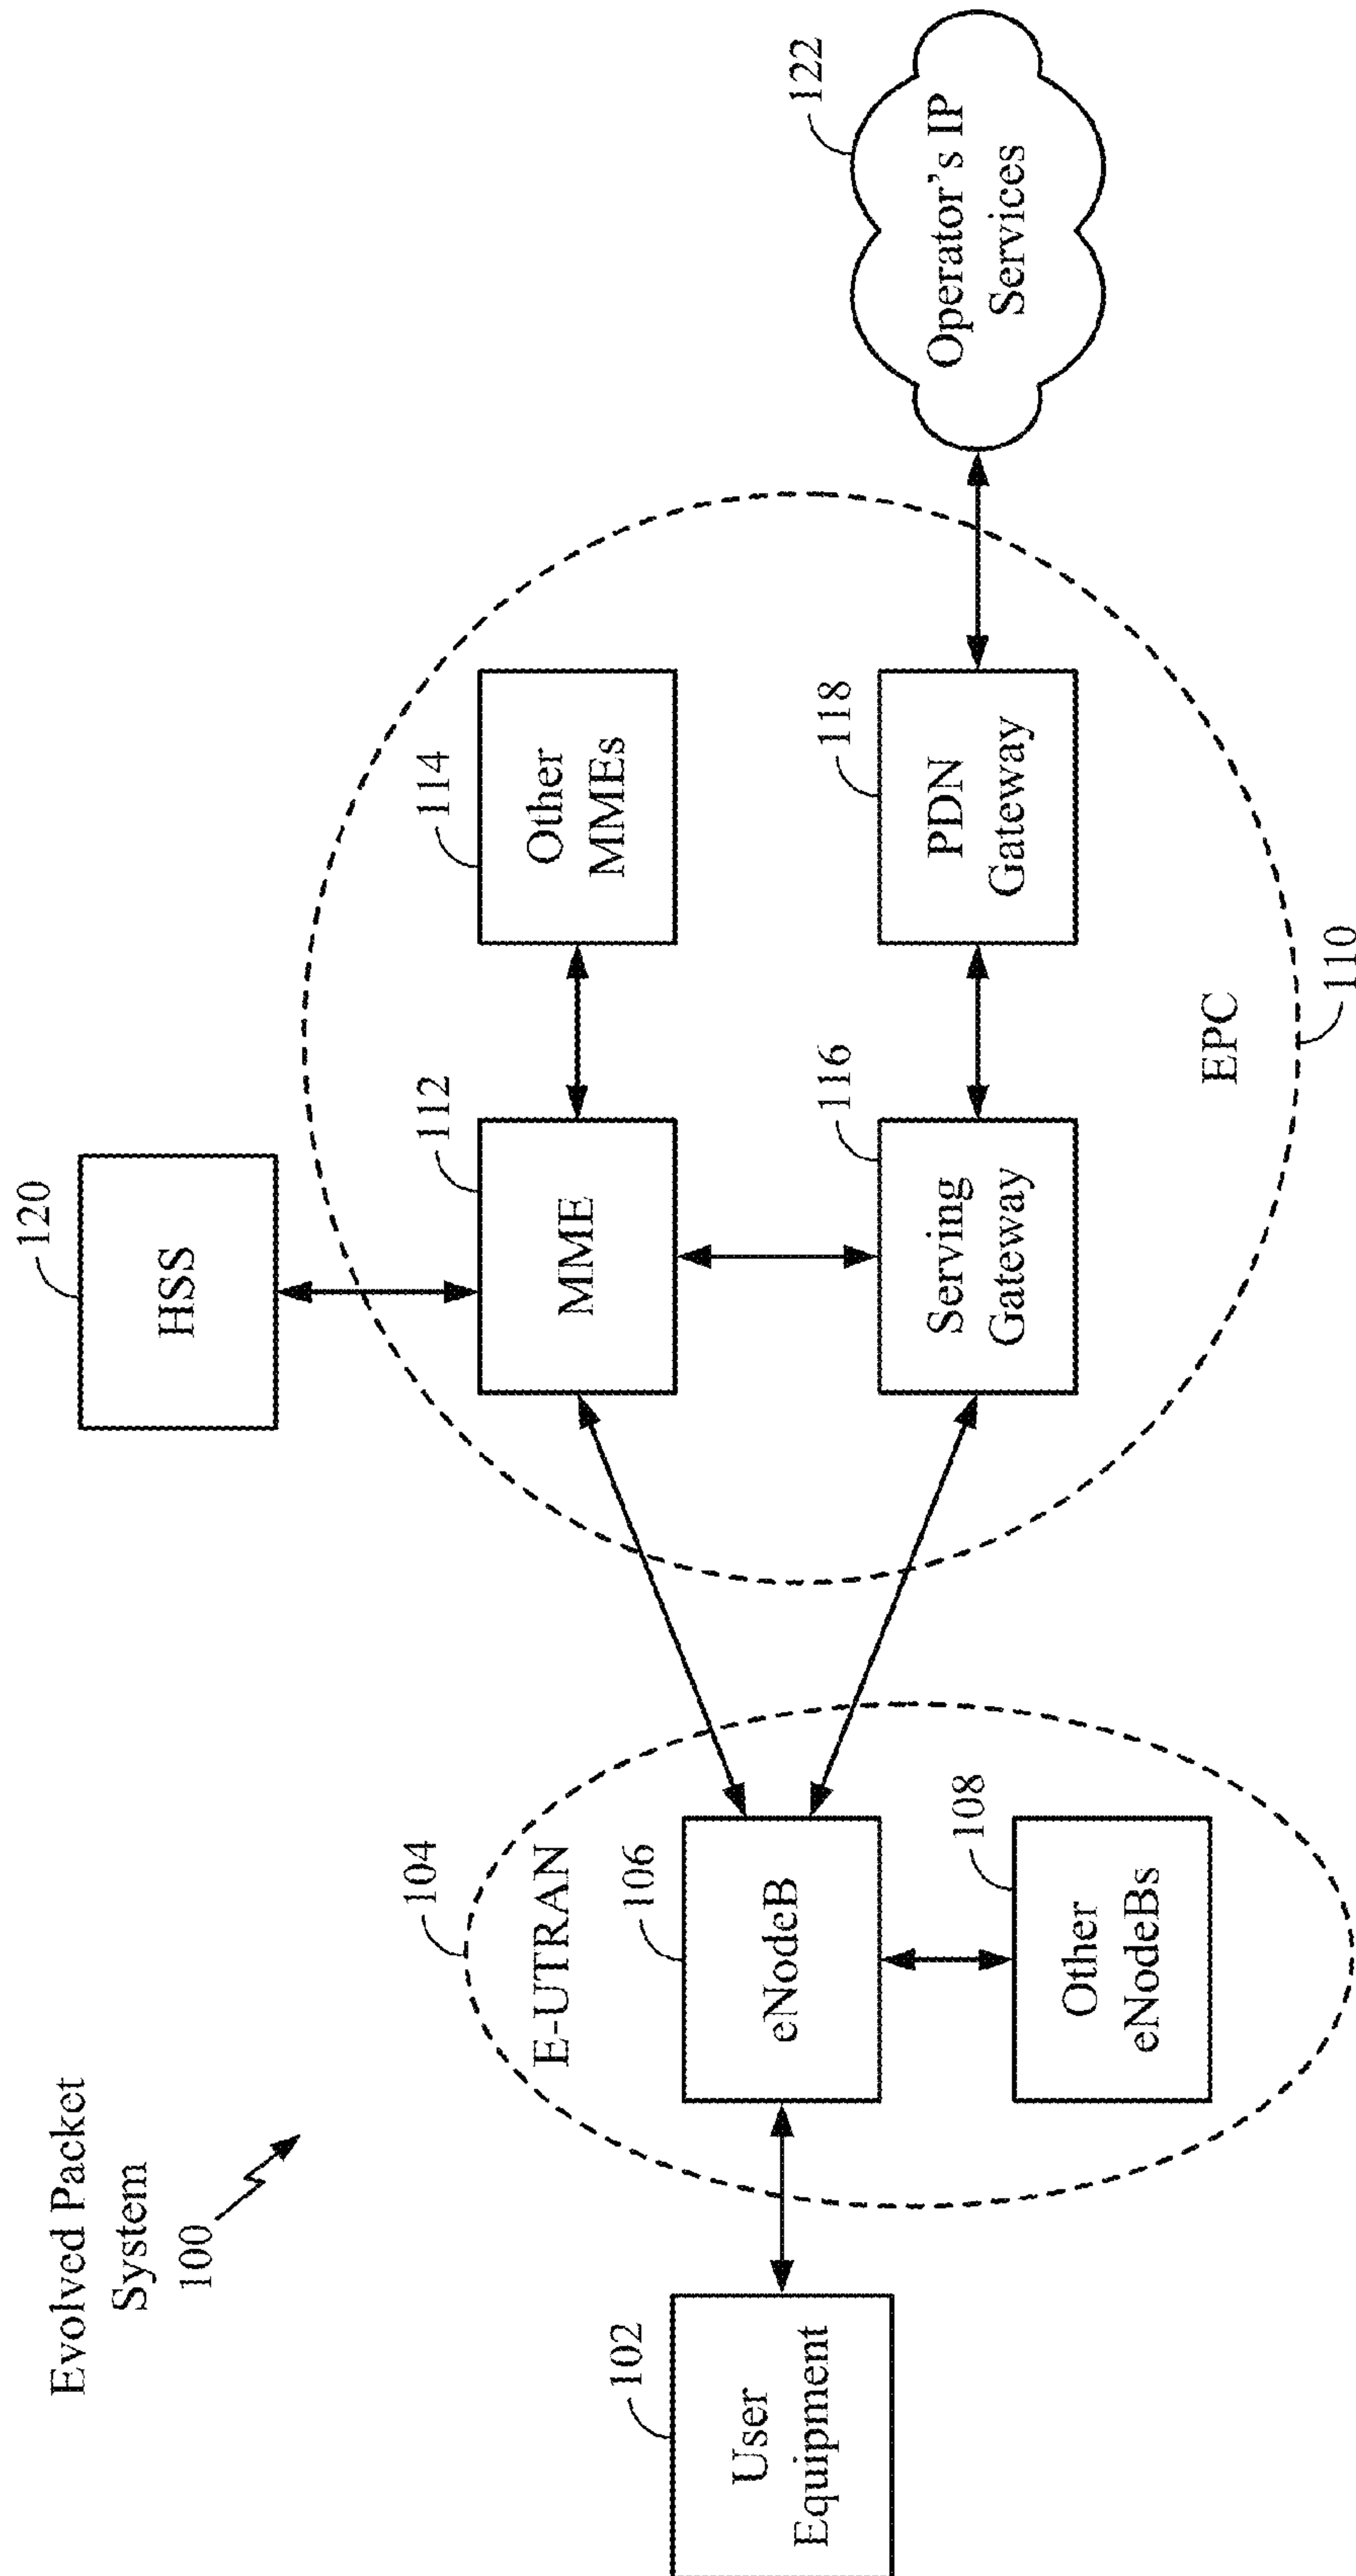 Evolved Packet
System
100
120
HSS
104
E-UTRAN
102
User
Equipment
106
eNodeB
108
Other
eNodeBs
112
MME
114
Other
MMEs
116
Serving
Gateway
118
PDN
Gateway
EPC
110
122
Operator's IP
Services